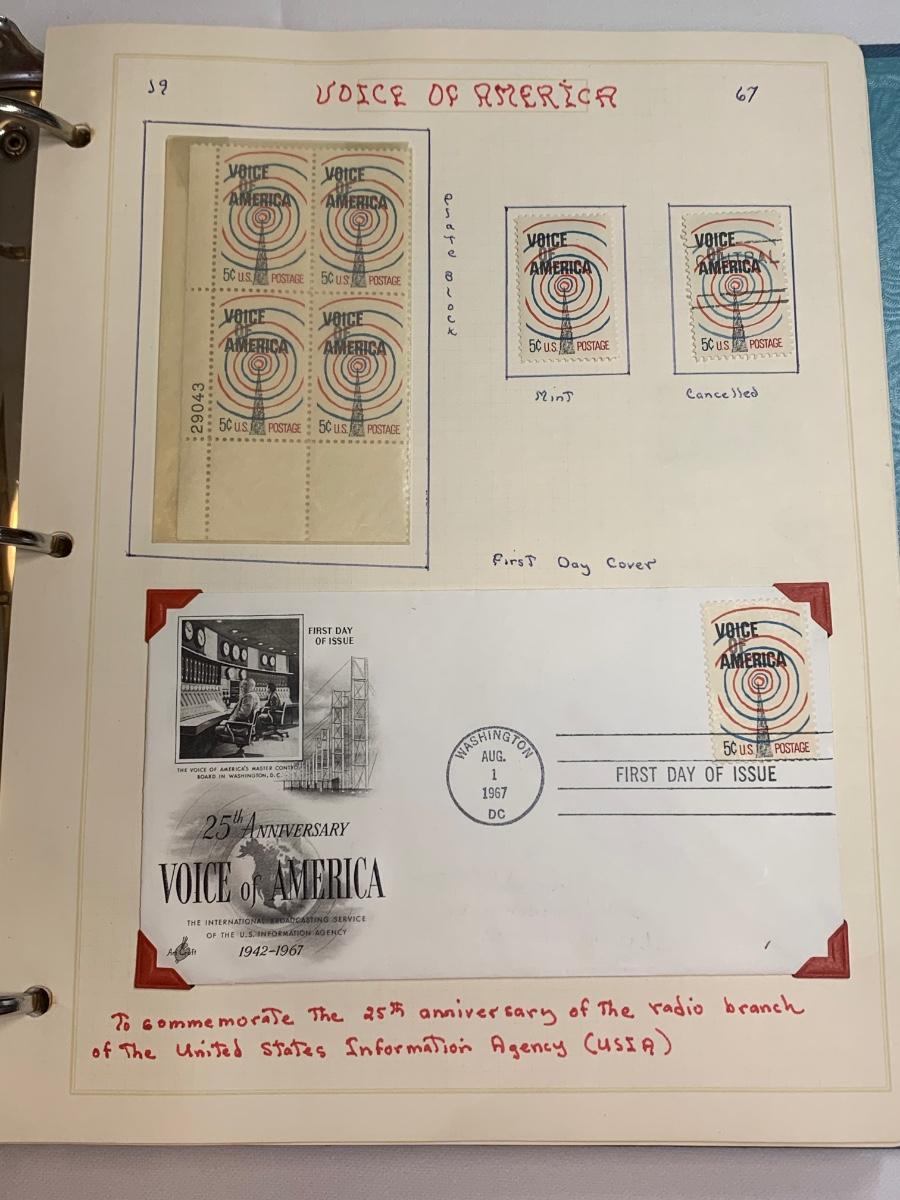 19
VOICE OF AMERICA
67
VOICE
OF
AMERICA
5¢ U.S. POSTAGE
VOICE
OF
AMERICA
5¢ U.S. POSTAGE
VOICE
OF
AMERICA
5¢ U.S. POSTAGE
VOICE
OF
AMERICA
5¢ U.S. POSTAGE
29043
Plate Block
VOICE
OF
AMERICA
5¢ U.S. POSTAGE
Mint
VOICE
OF
AMERICA
CENTRAL
5¢ U.S. POSTAGE
Cancelled
First Day Cover
FIRST DAY
OF ISSUE
THE VOICE OF AMERICA'S MASTER CONTROL
BOARD IN WASHINGTON, D.C.
25th ANNIVERSARY
VOICE of AMERICA
THE INTERNATIONAL BROADCASTING SERVICE
OF THE U.S. INFORMATION AGENCY
1942-1967
ArtCraft
WASHINGTON
AUG.
1
1967
DC
VOICE
OF
AMERICA
5¢ U.S. POSTAGE
FIRST DAY OF ISSUE
To commemorate the 25th anniversary of the radio branch
of the United States Information Agency (USIA)